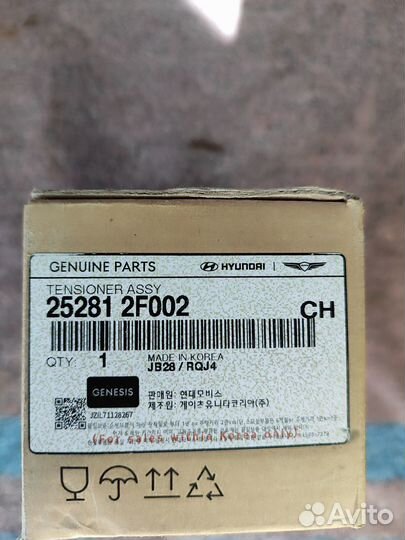 GENUINE PARTS HYUNDAI
TENSIONER ASSY
25281 2F002 CH
QTY 1 MADE IN KOREA
JB28 / RQJ4
GENESIS
판매원: 현대모비스
제조원: 게이츠유니타코리아(주)
JZIL71128267
(For sales within Korea only)
Avito